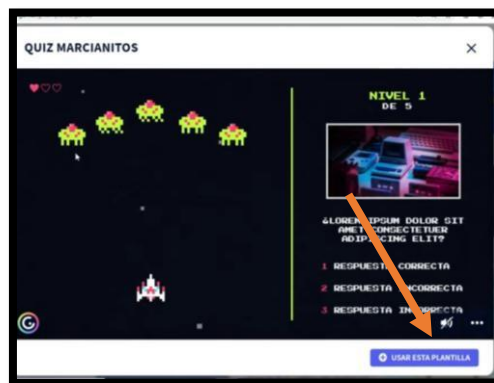 QUIZ MARCIANITOS
NIVEL 1
DE 5
¿LOREM IPSUM DOLOR SIT
AMET CONSECTETUER
ADIPISCING ELIT?
1 RESPUESTA CORRECTA
2 RESPUESTA INCORRECTA
3 RESPUESTA INCORRECTA
USAR ESTA PLANTILLA